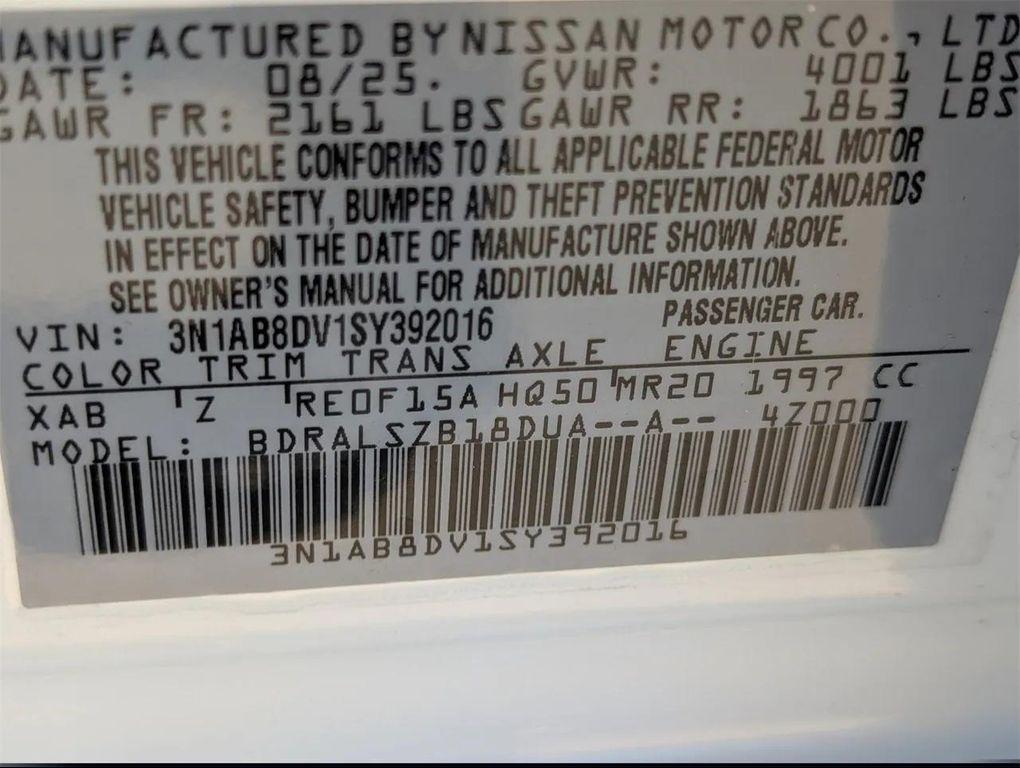 MANUFACTURED BY NISSAN MOTOR CO., LTD
DATE: 08/25. GVWR: 4001 LBS
GAWR FR: 2161 LBS GAWR RR: 1863 LBS
THIS VEHICLE CONFORMS TO ALL APPLICABLE FEDERAL MOTOR
VEHICLE SAFETY, BUMPER AND THEFT PREVENTION STANDARDS
IN EFFECT ON THE DATE OF MANUFACTURE SHOWN ABOVE.
SEE OWNER'S MANUAL FOR ADDITIONAL INFORMATION.
VIN: 3N1AB8DV1SY392016 PASSENGER CAR.
COLOR TRIM TRANS AXLE ENGINE
XAB Z RE0F15A HQ50 MR20 1997 CC
MODEL: BDRALSZB18DUA--A-- 4Z000
3N1AB8DV1SY392016